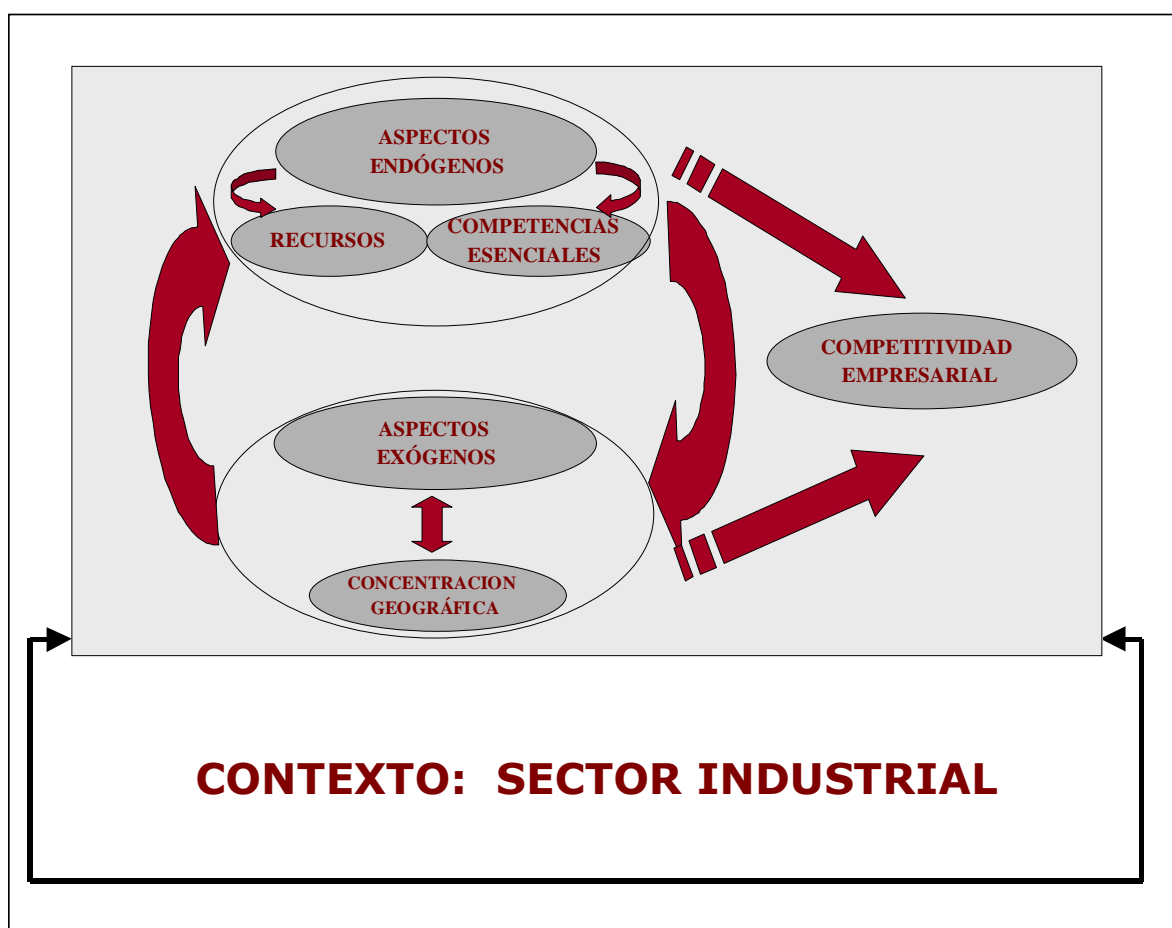 ASPECTOS
ENDÓGENOS
RECURSOS
COMPETENCIAS
ESENCIALES
COMPETITIVIDAD
EMPRESARIAL
ASPECTOS
EXÓGENOS
CONCENTRACION
GEOGRÁFICA
CONTEXTO: SECTOR INDUSTRIAL